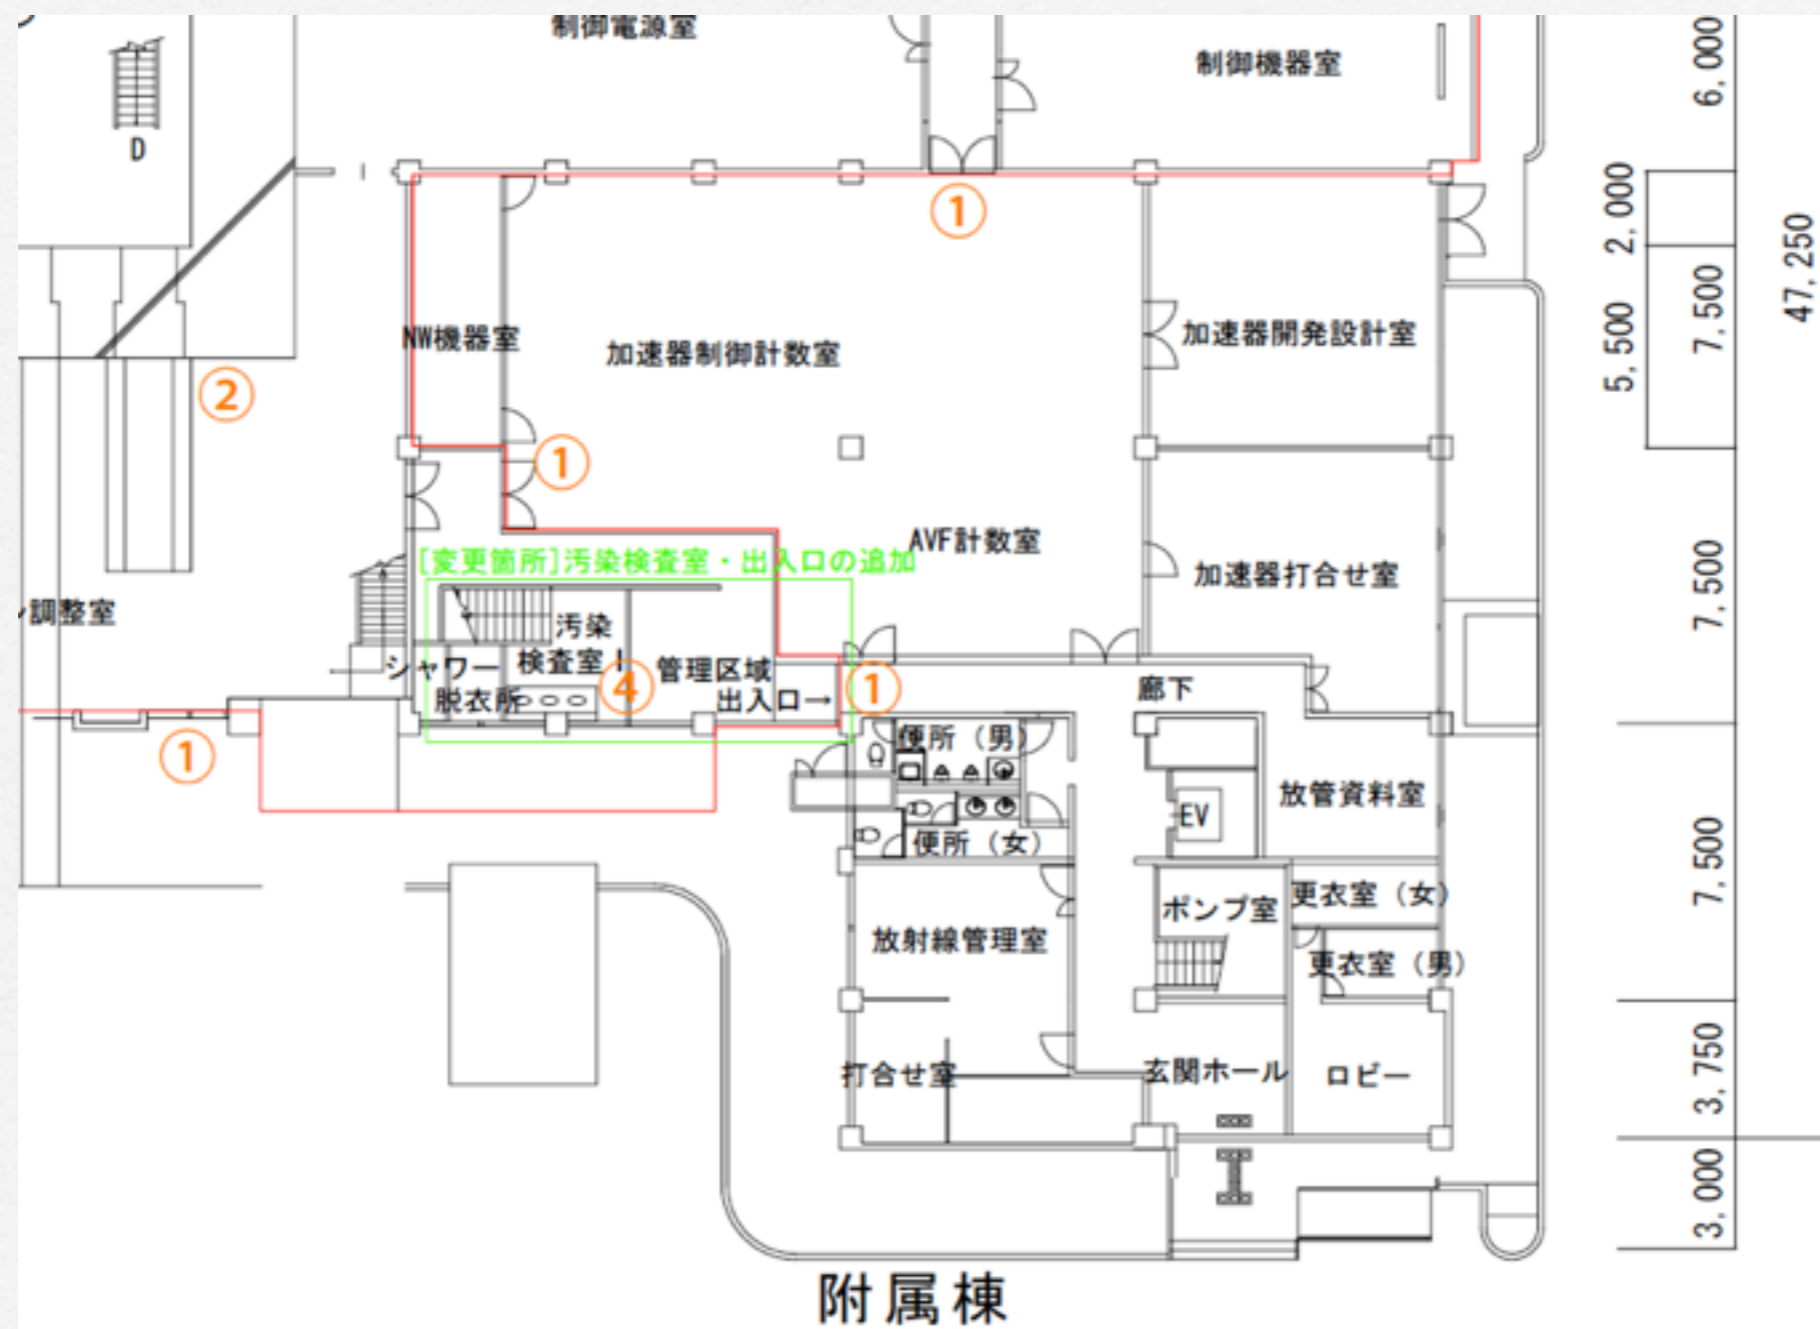 制御電源室
制御機器室
6,000
D
①
2,000
47,250
NW機器室
加速器制御計数室
加速器開発設計室
5,500
7,500
②
①
AVF計数室
[変更箇所]汚染検査室・出入口の追加
加速器打合せ室
7,500
調整室
汚染
検査室Ⅰ
シャワー
脱衣所
④
管理区域
出入口→
①
廊下
①
便所(男)
便所(女)
EV
放管資料室
7,500
ポンプ室
更衣室(女)
更衣室(男)
放射線管理室
打合せ室
玄関ホール
ロビー
3,750
3,000
附属棟